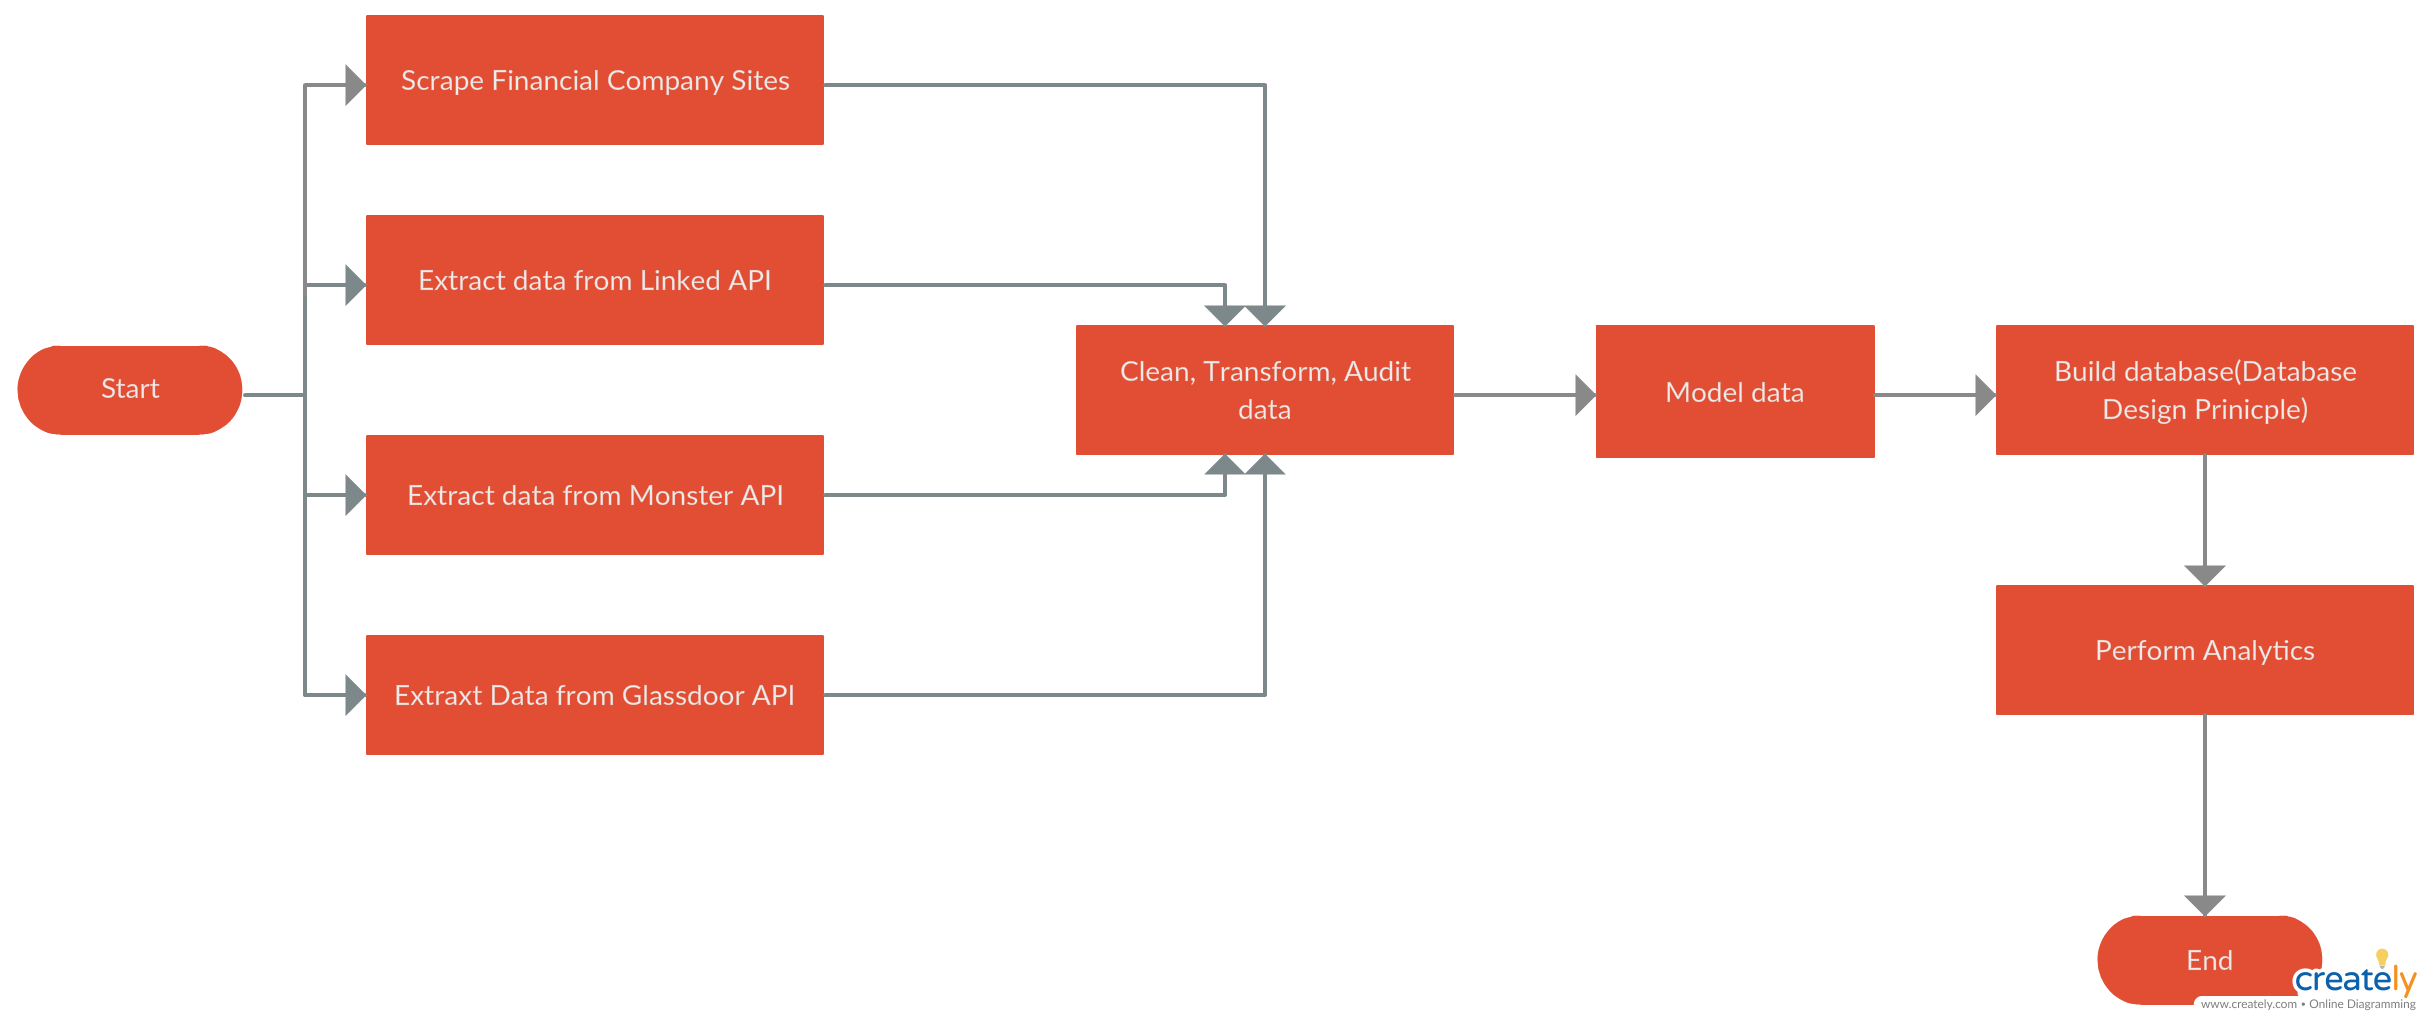 Scrape Financial Company Sites
Extract data from Linked API
Start
Clean, Transform, Audit
data
Model data
Build database(Database
Design Prinicple)
Extract data from Monster API
Extraxt Data from Glassdoor API
Perform Analytics
End
creately
www.creately.com • Online Diagramming